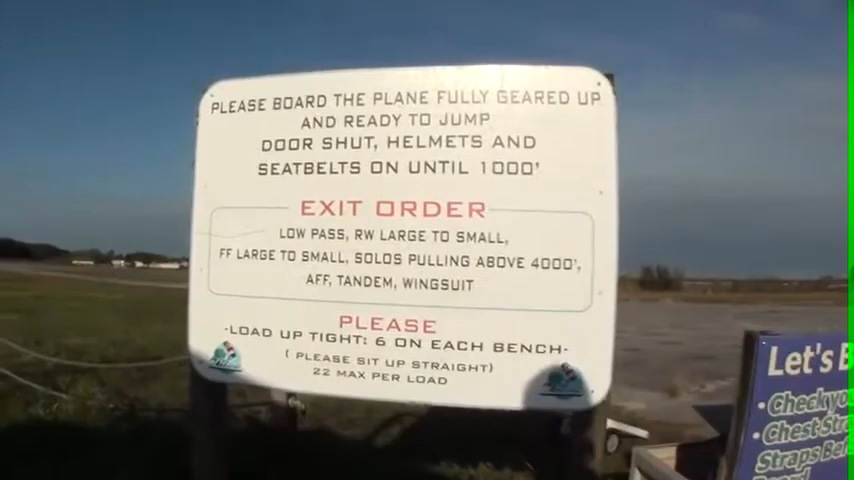 PLEASE BOARD THE PLANE FULLY GEARED UP
AND READY TO JUMP
DOOR SHUT, HELMETS AND
SEATBELTS ON UNTIL 1000'
EXIT ORDER
LOW PASS, RW LARGE TO SMALL,
FF LARGE TO SMALL, SOLOS PULLING ABOVE 4000',
AFF, TANDEM, WINGSUIT
PLEASE
-LOAD UP TIGHT: 6 ON EACH BENCH-
( PLEASE SIT UP STRAIGHT)
22 MAX PER LOAD
Let's
• Check
• Chest
Straps